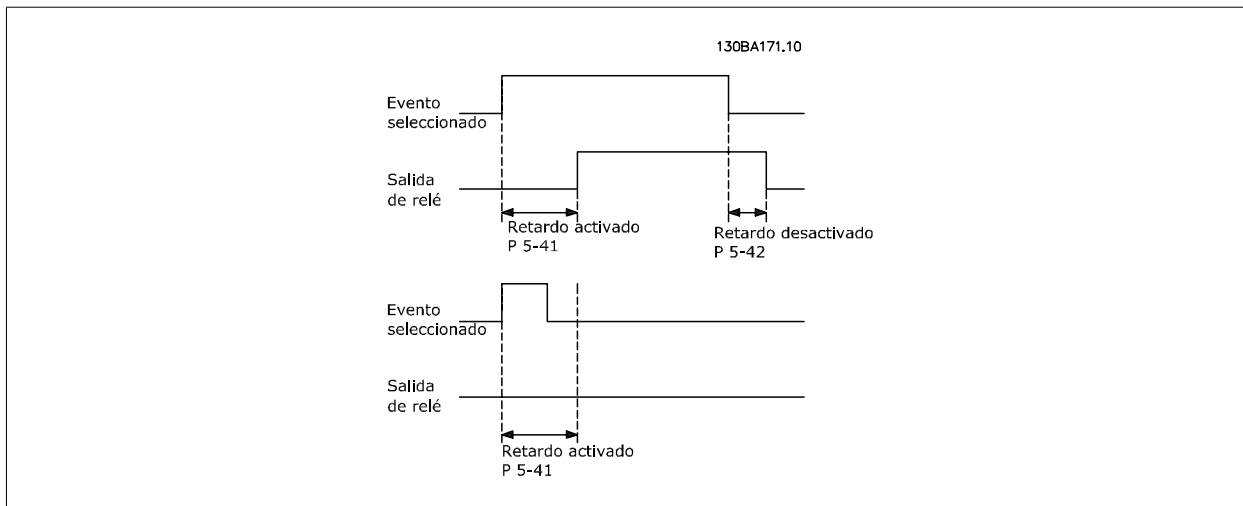 130BA171.10
Evento
seleccionado
Salida
de relé
Retardo activado
P 5-41
Retardo desactivado
P 5-42
Evento
seleccionado
Salida
de relé
Retardo activado
P 5-41